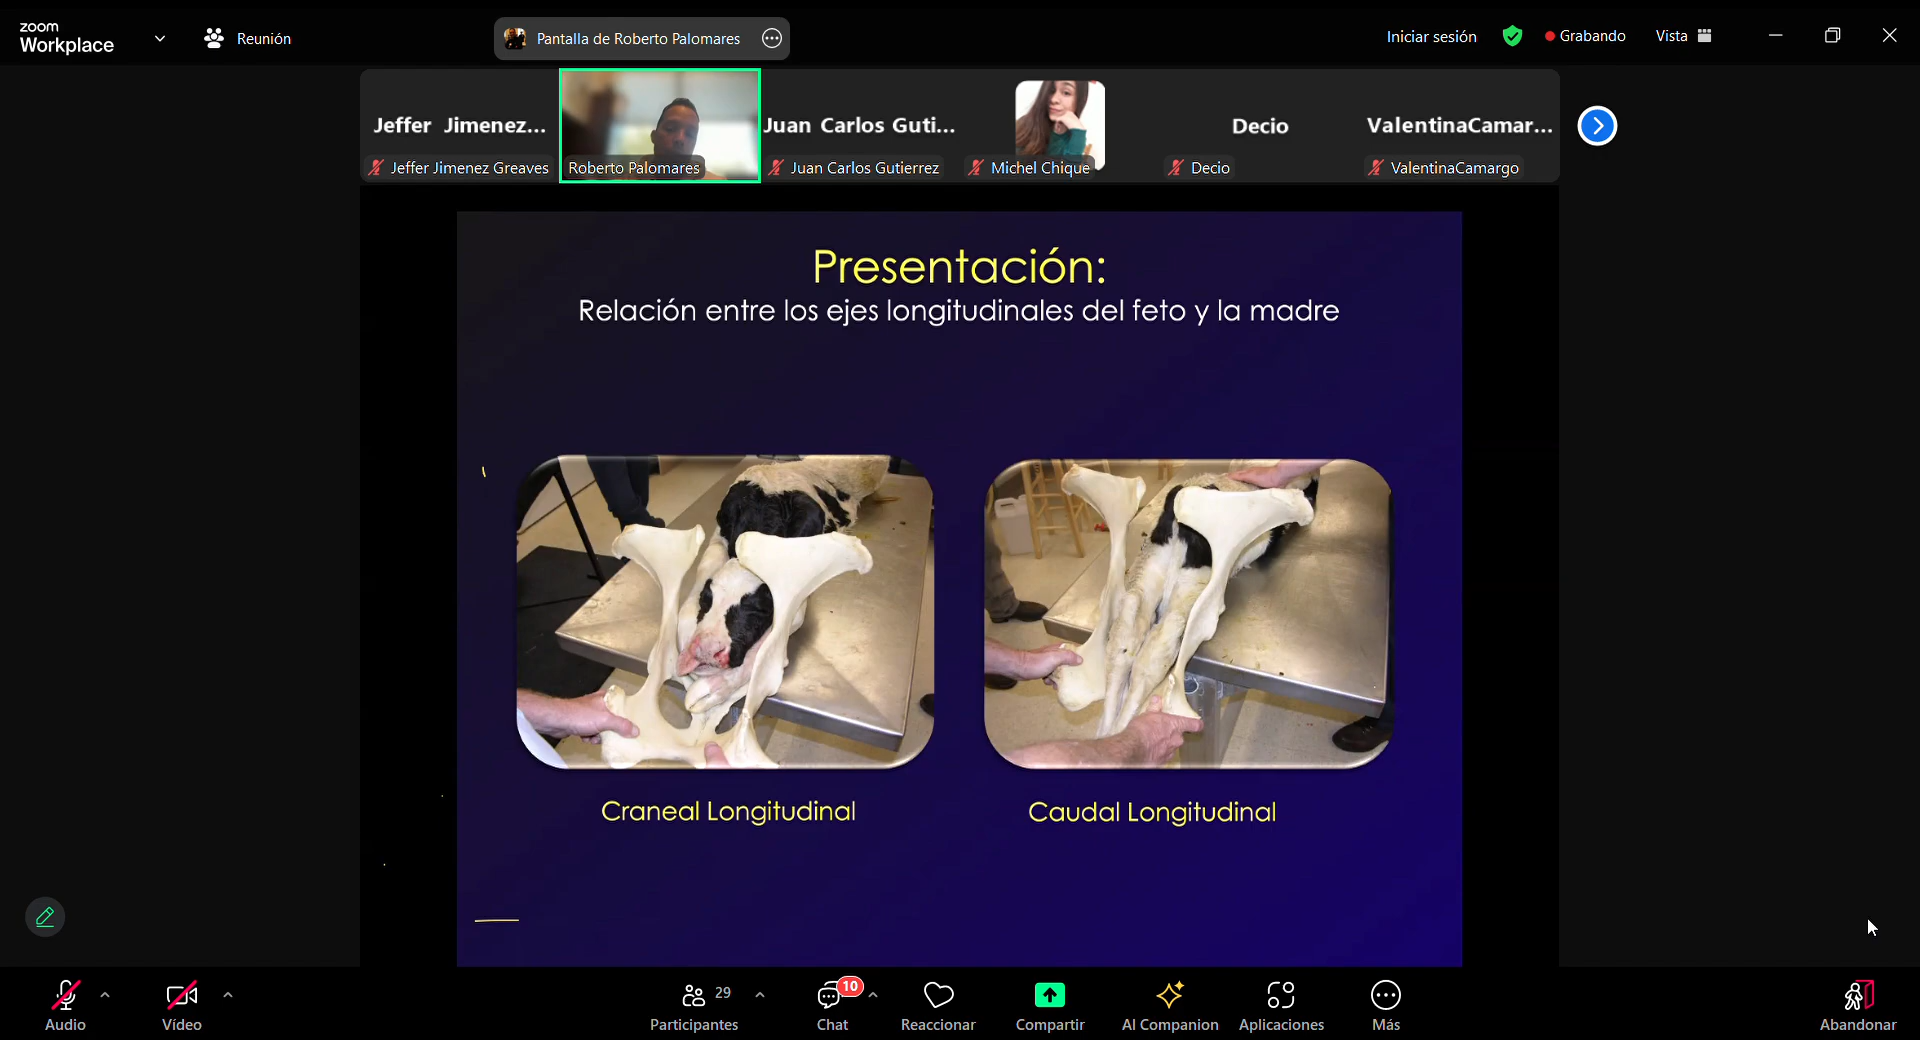 zoom
Workplace
Reunión
Pantalla de Roberto Palomares
Iniciar sesión
Grabando
Vista
Jeffer Jimenez...
Juan Carlos Guti...
Decio
ValentinaCamar...
Jeffer Jimenez Greaves
Roberto Palomares
Juan Carlos Gutierrez
Michel Chique
Decio
ValentinaCamargo
Presentación:
Relación entre los ejes longitudinales del feto y la madre
Craneal Longitudinal
Caudal Longitudinal
Audio
Vídeo
29
Participantes
10
Chat
Reaccionar
Compartir
AI Companion
Aplicaciones
Más
Abandonar